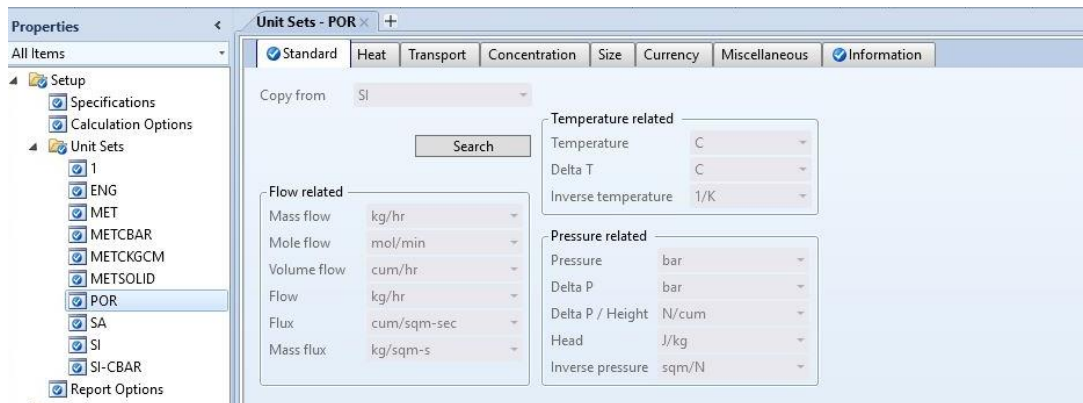 Properties
All Items
Setup
Specifications
Calculation Options
Unit Sets
1
ENG
MET
METCBAR
METCKGCM
METSOLID
POR
SA
SI
SI-CBAR
Report Options
Unit Sets - POR
Standard Heat Transport Concentration Size Currency Miscellaneous Information
Copy from SI
Search
Flow related
Mass flow kg/hr
Mole flow mol/min
Volume flow cum/hr
Flow kg/hr
Flux cum/sqm-sec
Mass flux kg/sqm-s
Temperature related
Temperature C
Delta T C
Inverse temperature 1/K
Pressure related
Pressure bar
Delta P bar
Delta P / Height N/cum
Head J/kg
Inverse pressure sqm/N